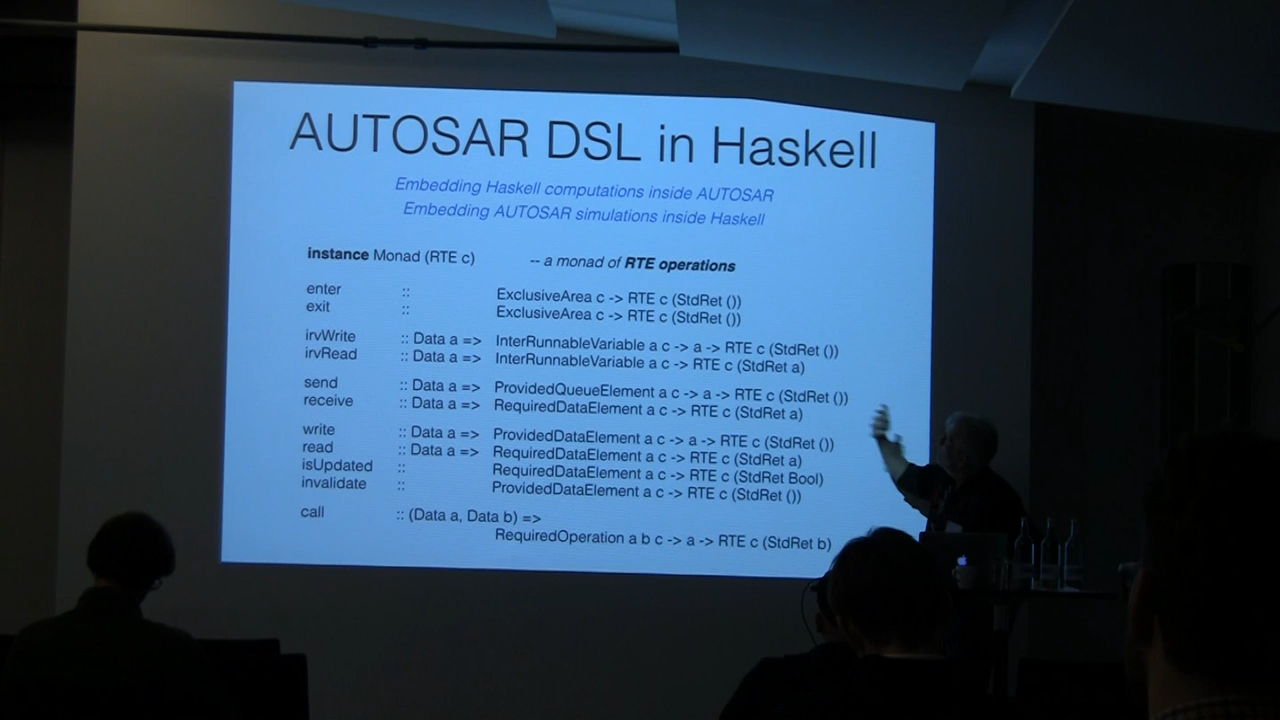 AUTOSAR DSL in Haskell
Embedding Haskell computations inside AUTOSAR
Embedding AUTOSAR simulations inside Haskell
instance Monad (RTE c) -- a monad of RTE operations
enter :: ExclusiveArea c -> RTE c (StdRet ())
exit :: ExclusiveArea c -> RTE c (StdRet ())
irvWrite :: Data a => InterRunnableVariable a c -> a -> RTE c (StdRet ())
irvRead :: Data a => InterRunnableVariable a c -> RTE c (StdRet a)
send :: Data a => ProvidedQueueElement a c -> a -> RTE c (StdRet ())
receive :: Data a => RequiredDataElement a c -> RTE c (StdRet a)
write :: Data a => ProvidedDataElement a c -> a -> RTE c (StdRet ())
read :: Data a => RequiredDataElement a c -> RTE c (StdRet a)
isUpdated :: RequiredDataElement a c -> RTE c (StdRet Bool)
invalidate :: ProvidedDataElement a c -> RTE c (StdRet ())
call :: (Data a, Data b) =>
RequiredOperation a b c -> a -> RTE c (StdRet b)